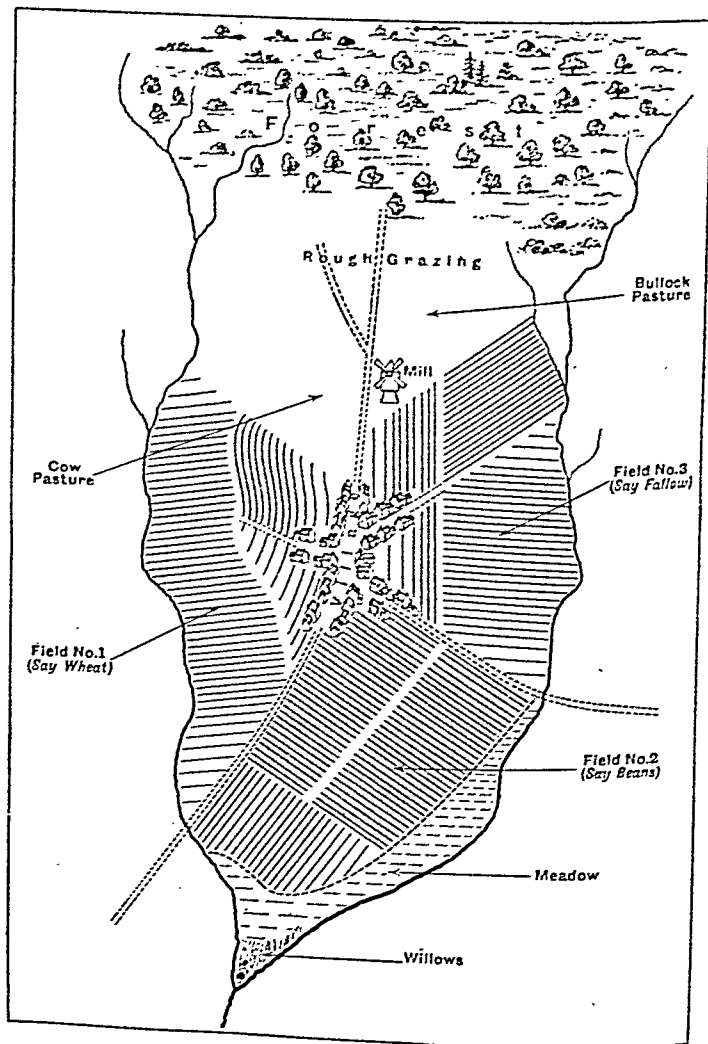 Forest
Rough Grazing
Bullock
Pasture
Mill
Cow
Pasture
Field No.3
(Say Fallow)
Field No.1
(Say Wheat)
Field No.2
(Say Beans)
Meadow
Willows